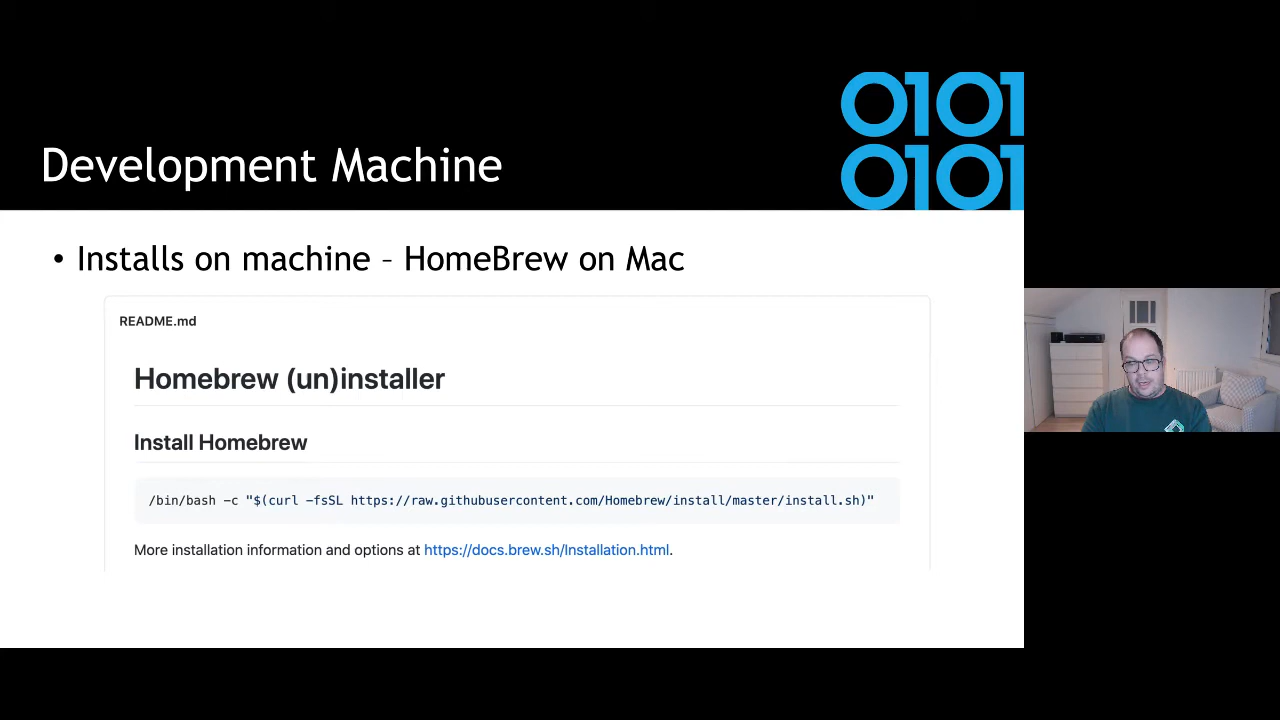 0101
0101
Development Machine
• Installs on machine – HomeBrew on Mac
README.md
Homebrew (un)installer
Install Homebrew
/bin/bash -c "$(curl -fsSL https://raw.githubusercontent.com/Homebrew/install/master/install.sh)"
More installation information and options at https://docs.brew.sh/Installation.html.